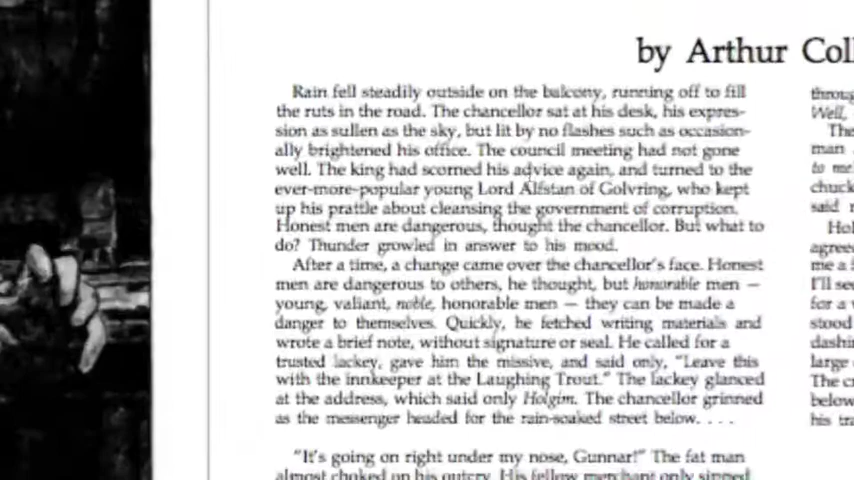 by Arthur Coll
Rain fell steadily outside on the balcony, running off to fill
the ruts in the road. The chancellor sat at his desk, his expres-
sion as sullen as the sky, but lit by no flashes such as occasion-
ally brightened his office. The council meeting had not gone
well. The king had scorned his advice again, and turned to the
ever-more-popular young Lord Alfstan of Golvring, who kept
up his prattle about cleansing the government of corruption.
Honest men are dangerous, thought the chancellor. But what to
do? Thunder growled in answer to his mood.
After a time, a change came over the chancellor's face. Honest
men are dangerous to others, he thought, but honorable men —
young, valiant, noble, honorable men — they can be made a
danger to themselves. Quickly, he fetched writing materials and
wrote a brief note, without signature or seal. He called for a
trusted lackey, gave him the missive, and said only, "Leave this
with the innkeeper at the Laughing Trout." The lackey glanced
at the address, which said only Holgim. The chancellor grinned
as the messenger headed for the rain-soaked street below. . . .
"It's going on right under my nose, Gunnar!" The fat man
almost choked on his outcry. His fellow merchant only sipped
throug
Well,
The
man
to me
chuck
said
Hol
agree
me a
I'll se
for a
stood
dashi
large
The c
below
his tra